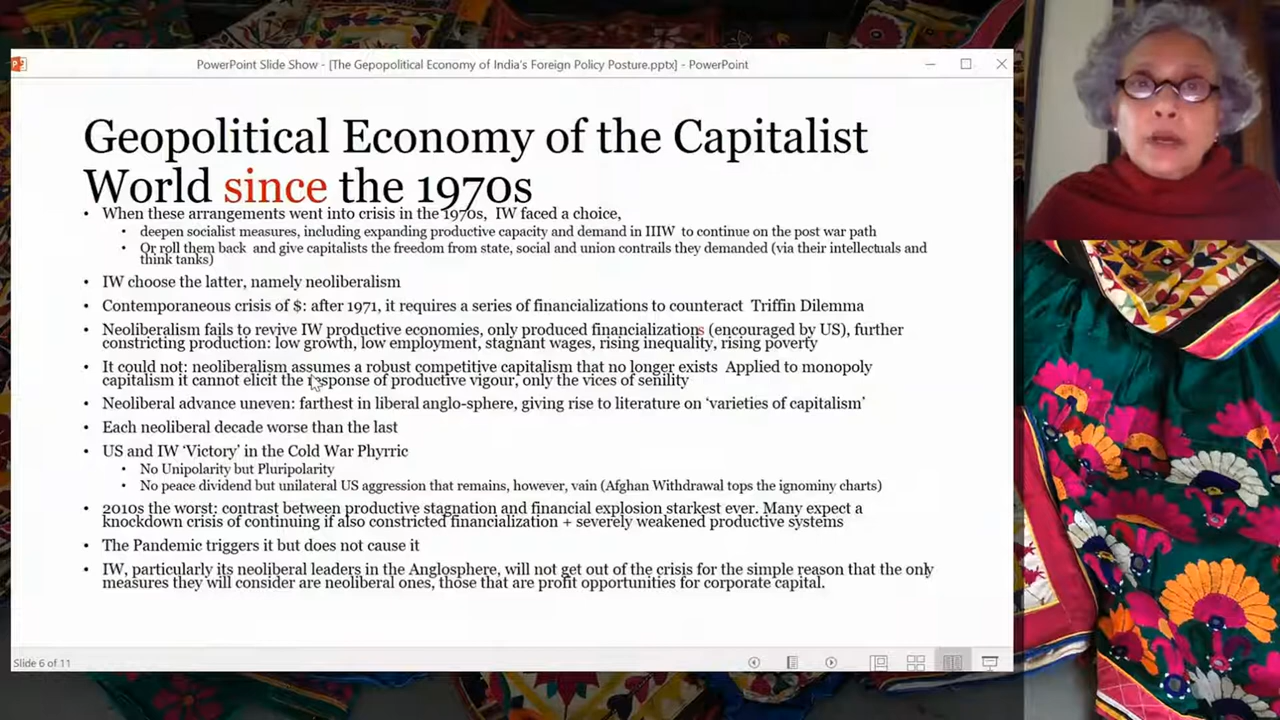 PowerPoint Slide Show - [The Gepopolitical Economy of India's Foreign Policy Posture.pptx] - PowerPoint
Geopolitical Economy of the Capitalist
World since the 1970s
• When these arrangements went into crisis in the 1970s, IW faced a choice,
• deepen socialist measures, including expanding productive capacity and demand in IIIW to continue on the post war path
• Or roll them back and give capitalists the freedom from state, social and union contrails they demanded (via their intellectuals and
think tanks)
• IW choose the latter, namely neoliberalism
• Contemporaneous crisis of $: after 1971, it requires a series of financializations to counteract Triffin Dilemma
• Neoliberalism fails to revive IW productive economies, only produced financializations (encouraged by US), further
constricting production: low growth, low employment, stagnant wages, rising inequality, rising poverty
• It could not: neoliberalism assumes a robust competitive capitalism that no longer exists Applied to monopoly
capitalism it cannot elicit the response of productive vigour, only the vices of senility
• Neoliberal advance uneven: farthest in liberal anglo-sphere, giving rise to literature on 'varieties of capitalism'
• Each neoliberal decade worse than the last
• US and IW 'Victory' in the Cold War Phyrric
• No Unipolarity but Pluripolarity
• No peace dividend but unilateral US aggression that remains, however, vain (Afghan Withdrawal tops the ignominy charts)
• 2010s the worst: contrast between productive stagnation and financial explosion starkest ever. Many expect a
knockdown crisis of continuing if also constricted financialization + severely weakened productive systems
• The Pandemic triggers it but does not cause it
• IW, particularly its neoliberal leaders in the Anglosphere, will not get out of the crisis for the simple reason that the only
measures they will consider are neoliberal ones, those that are profit opportunities for corporate capital.
Slide 6 of 11